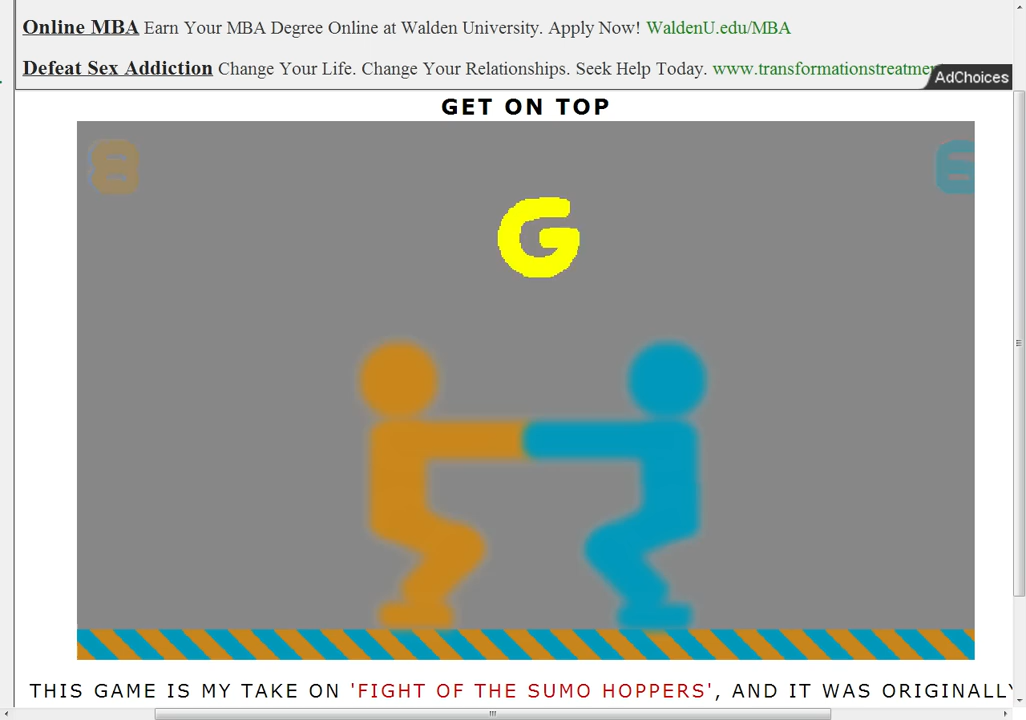 Online MBA Earn Your MBA Degree Online at Walden University. Apply Now! WaldenU.edu/MBA
Defeat Sex Addiction Change Your Life. Change Your Relationships. Seek Help Today. www.transformationstreatmen
AdChoices
GET ON TOP
8 6
G
THIS GAME IS MY TAKE ON 'FIGHT OF THE SUMO HOPPERS', AND IT WAS ORIGINALLY